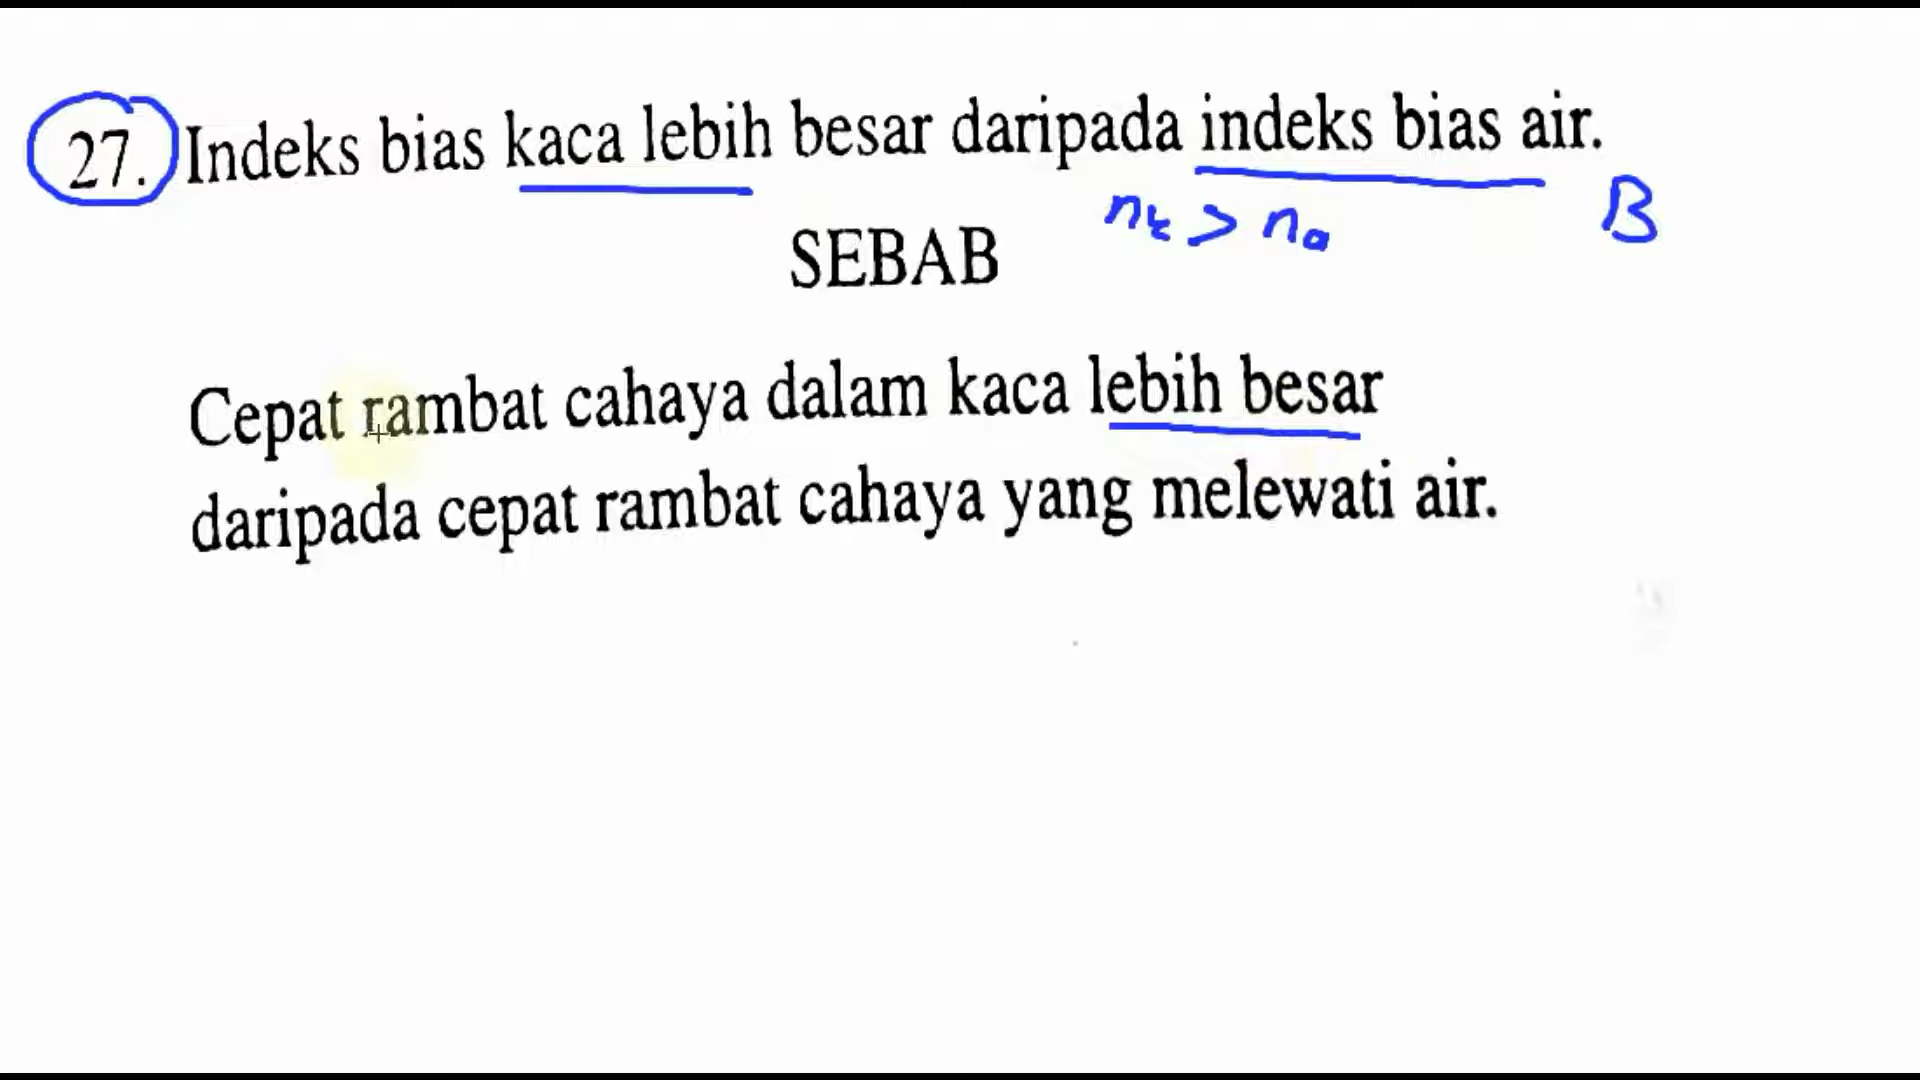 27. Indeks bias kaca lebih besar daripada indeks bias air.
nk > na
B
SEBAB
Cepat rambat cahaya dalam kaca lebih besar
daripada cepat rambat cahaya yang melewati air.